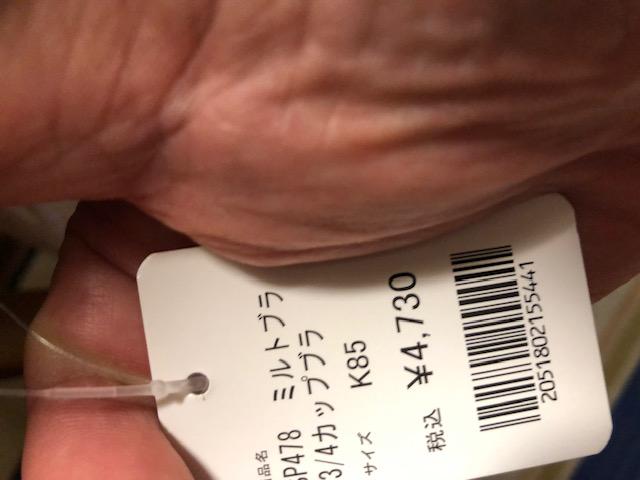 品名
P478 ミルトブラ
3/4カップブラ
サイズ K85
税込 ¥4,730
2051802155441